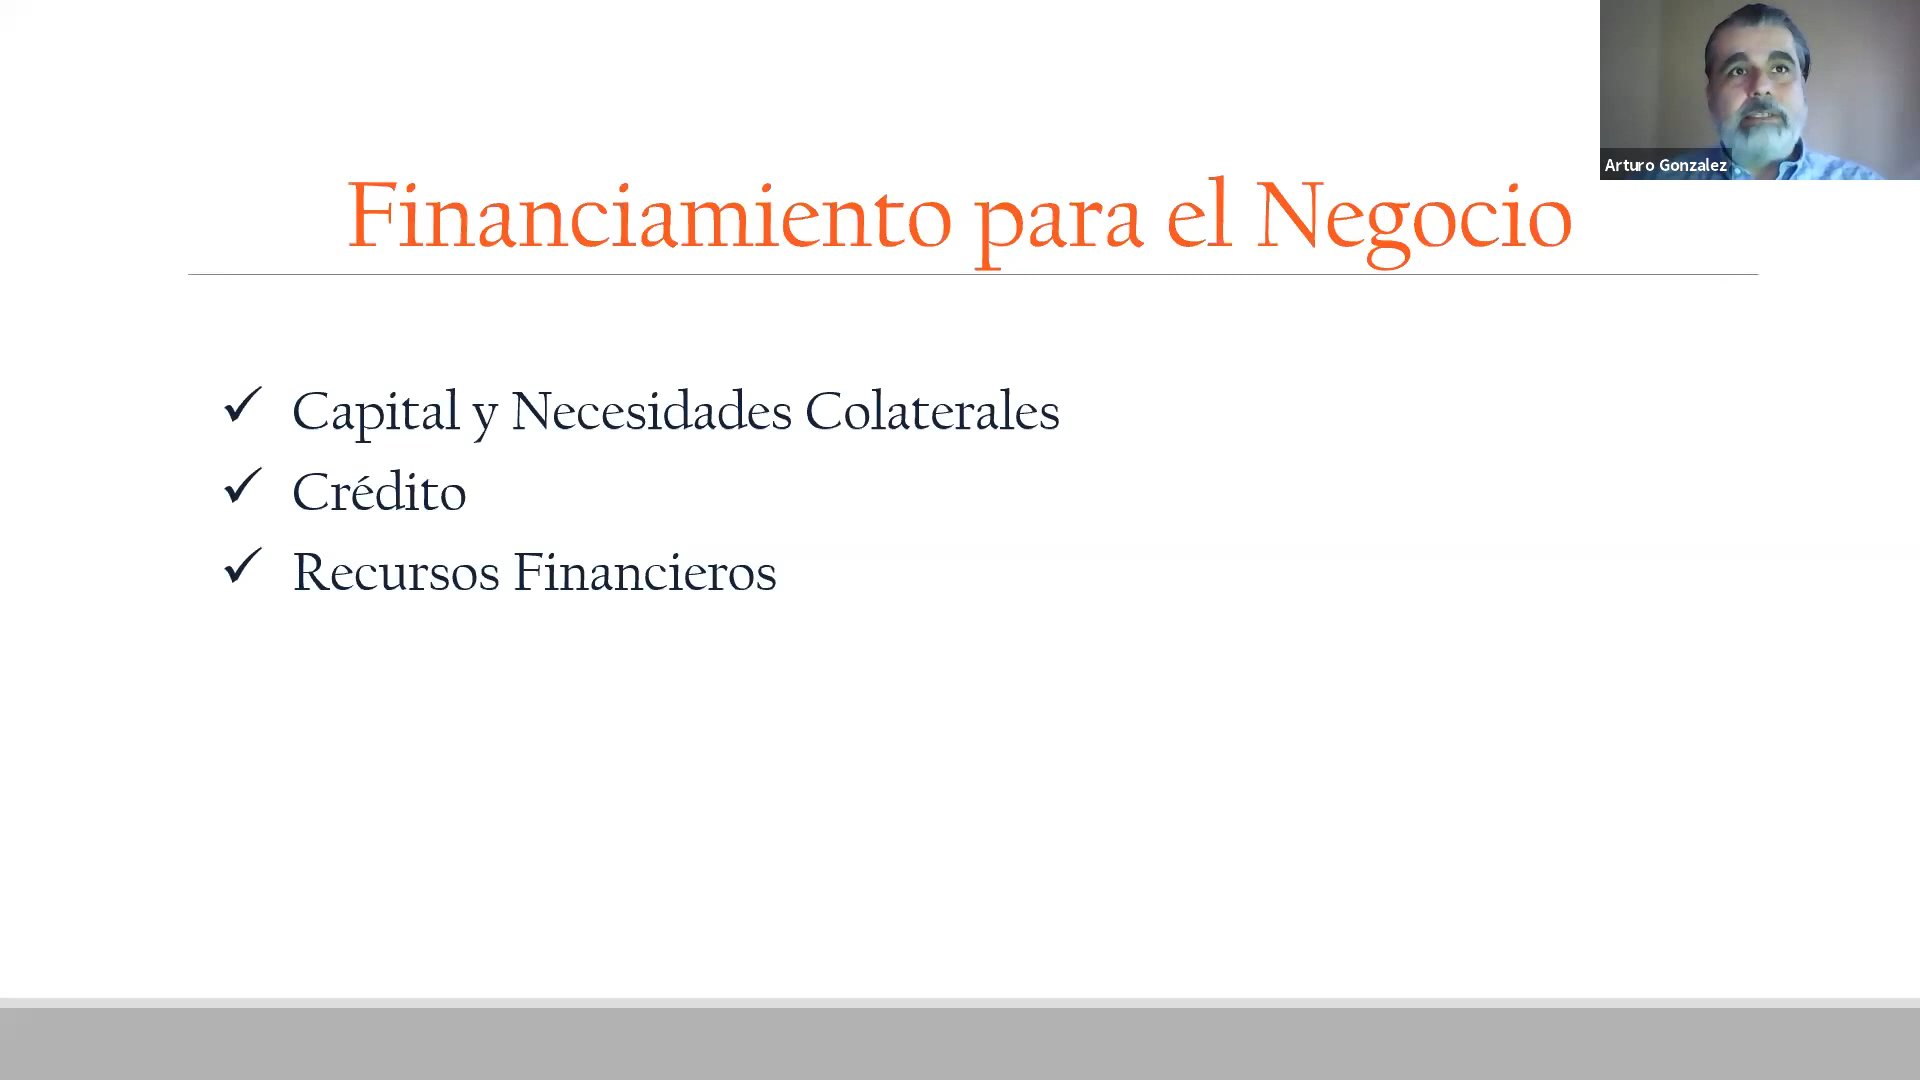 Arturo Gonzalez
Financiamiento para el Negocio
✓ Capital y Necesidades Colaterales
✓ Crédito
✓ Recursos Financieros